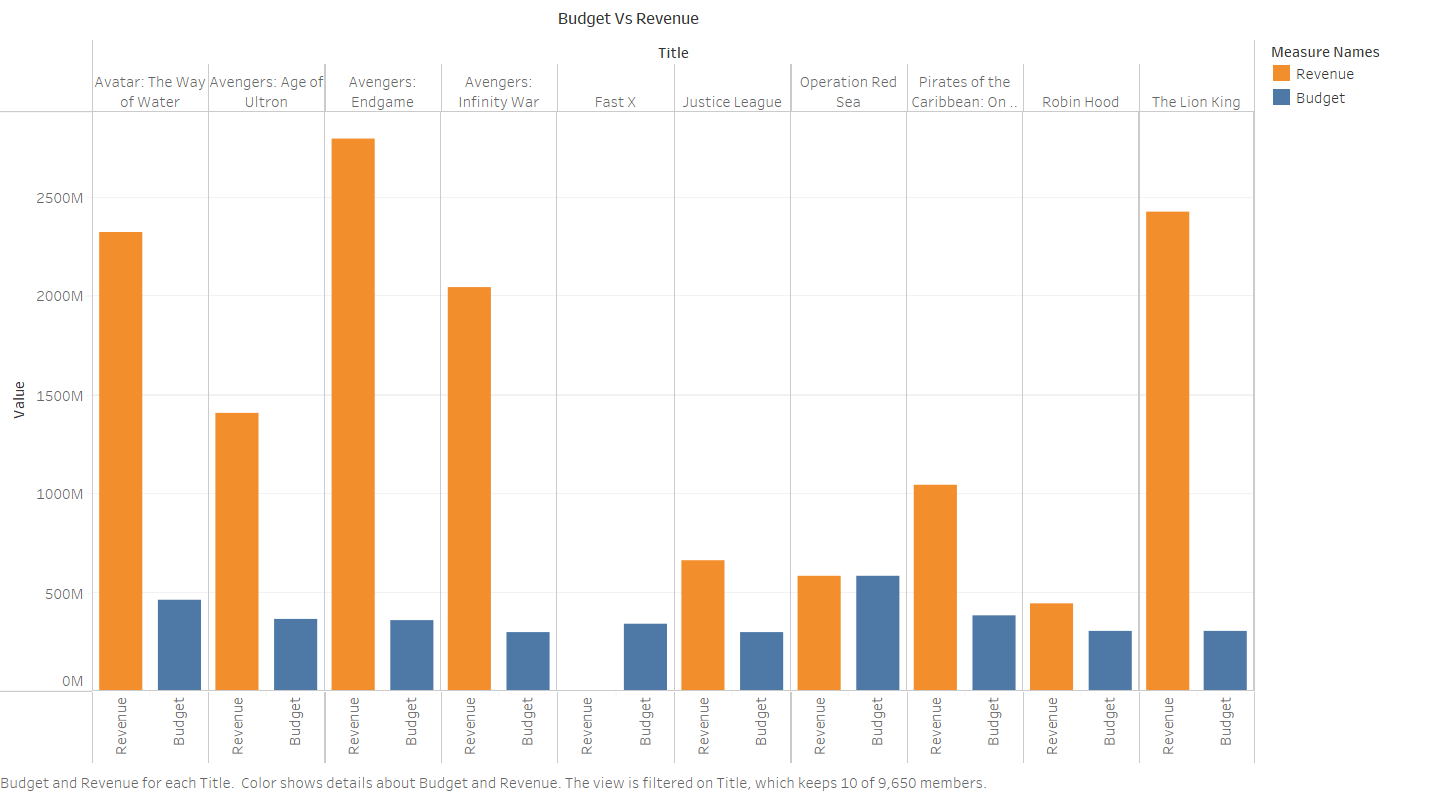 Budget Vs Revenue
Title
Avatar: The Way of Water
Avengers: Age of Ultron
Avengers: Endgame
Avengers: Infinity War
Fast X
Justice League
Operation Red Sea
Pirates of the Caribbean: On ..
Robin Hood
The Lion King
Measure Names
Revenue
Budget
Value
2500M
2000M
1500M
1000M
500M
0M
Revenue
Budget
Revenue
Budget
Revenue
Budget
Revenue
Budget
Revenue
Budget
Revenue
Budget
Revenue
Budget
Revenue
Budget
Revenue
Budget
Revenue
Budget
Budget and Revenue for each Title.  Color shows details about Budget and Revenue. The view is filtered on Title, which keeps 10 of 9,650 members.